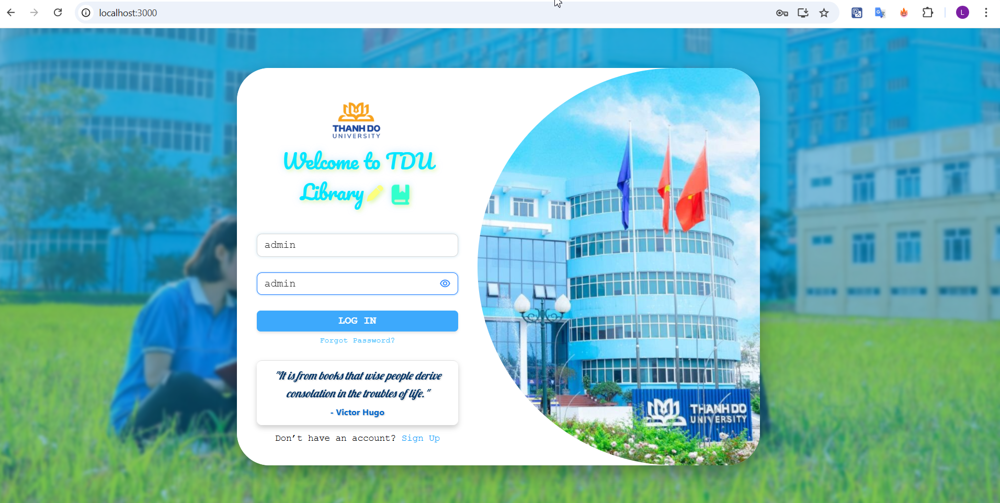 localhost:3000
L
THANH DO
UNIVERSITY
Welcome to TDU
Library
admin
admin
LOG IN
Forgot Password?
"It is from books that wise people derive
consolation in the troubles of life."
- Victor Hugo
Don’t have an account? Sign Up
THANH DO
UNIVERSITY